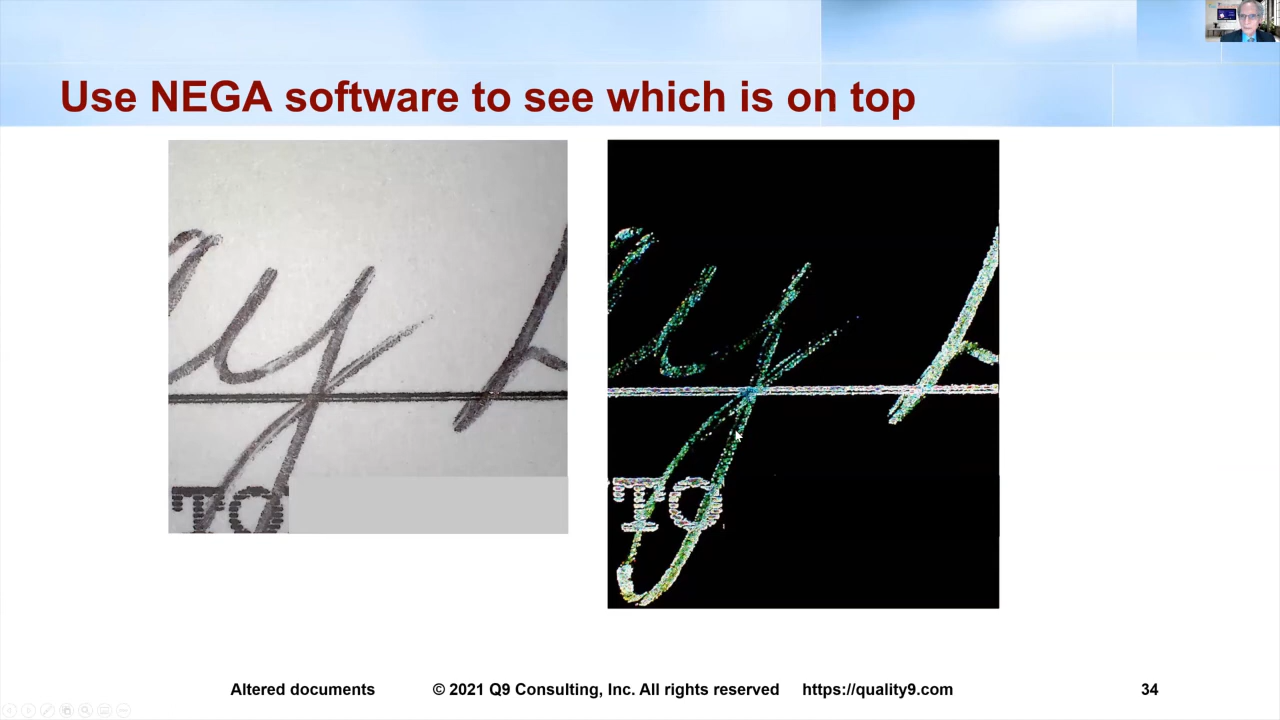 Use NEGA software to see which is on top
y
TO
TO
Altered documents © 2021 Q9 Consulting, Inc. All rights reserved https://quality9.com 34